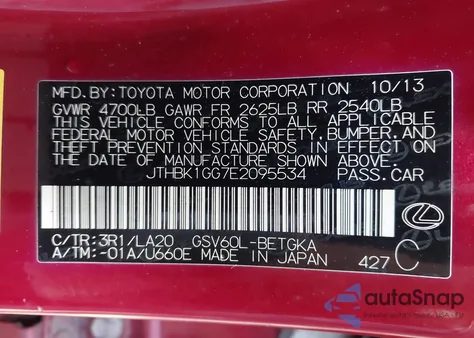 MFD.BY:TOYOTA MOTOR CORPORATION 10/13
GVWR 4700LB GAWR FR 2625LB RR 2540LB
THIS VEHICLE CONFORMS TO ALL APPLICABLE
FEDERAL MOTOR VEHICLE SAFETY, BUMPER, AND
THEFT PREVENTION STANDARDS IN EFFECT ON
THE DATE OF MANUFACTURE SHOWN ABOVE.
JTHBK1GG7E2095534 PASS.CAR
C/TR:3R1/LA20 GSV60L-BETGKA
A/TM:-01A/U660E MADE IN JAPAN 427 C
autoSnap